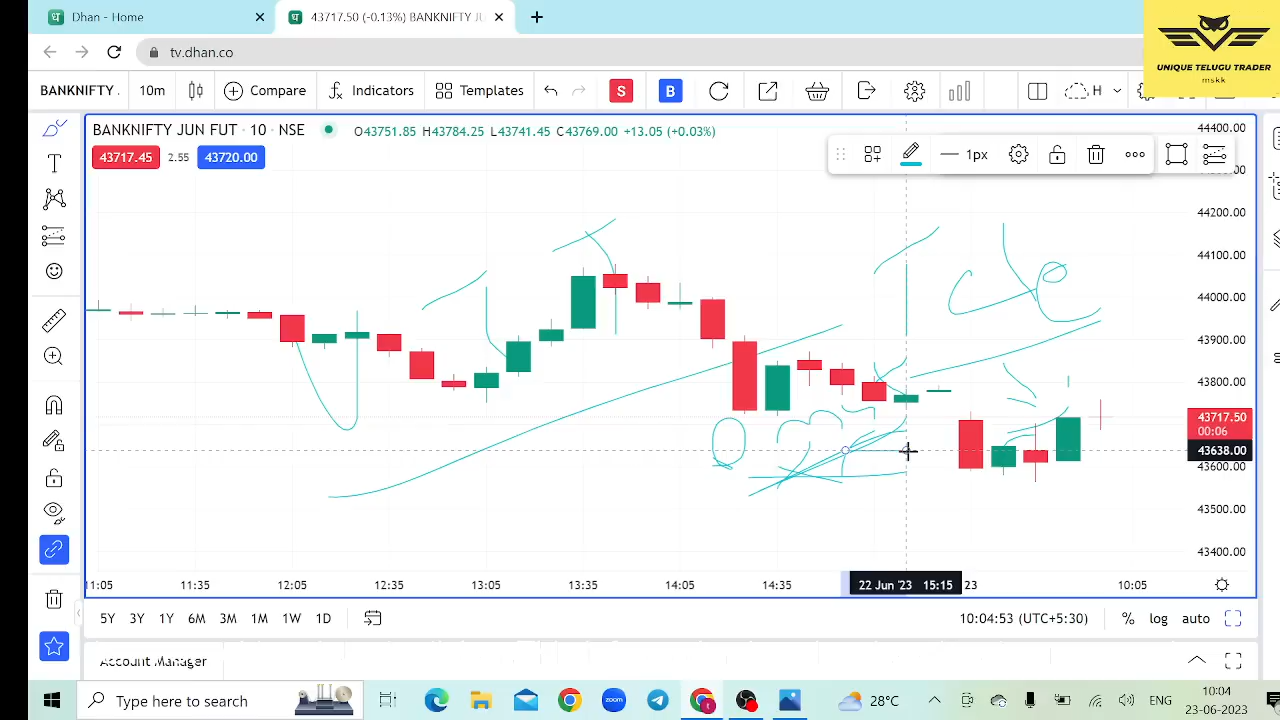 Dhan - Home
43717.50 (-0.13%) BANKNIFTY JU
tv.dhan.co
UNIQUE TELUGU TRADER
mskk
BANKNIFTY 10m Compare Indicators Templates S B H
BANKNIFTY JUN FUT · 10 · NSE O43751.85 H43784.25 L43741.45 C43769.00 +13.05 (+0.03%)
43717.45 2.55 43720.00
1px
44400.00
44200.00
44100.00
44000.00
43900.00
43800.00
43717.50
00:06
43638.00
43600.00
43500.00
43400.00
11:05 11:35 12:05 12:35 13:05 13:35 14:05 14:35 22 Jun '23 15:15 23 10:05
5Y 3Y 1Y 6M 3M 1M 1W 1D 10:04:53 (UTC+5:30) % log auto
Account Manager
Type here to search zoom 28°C ENG 10:04
23-06-2023